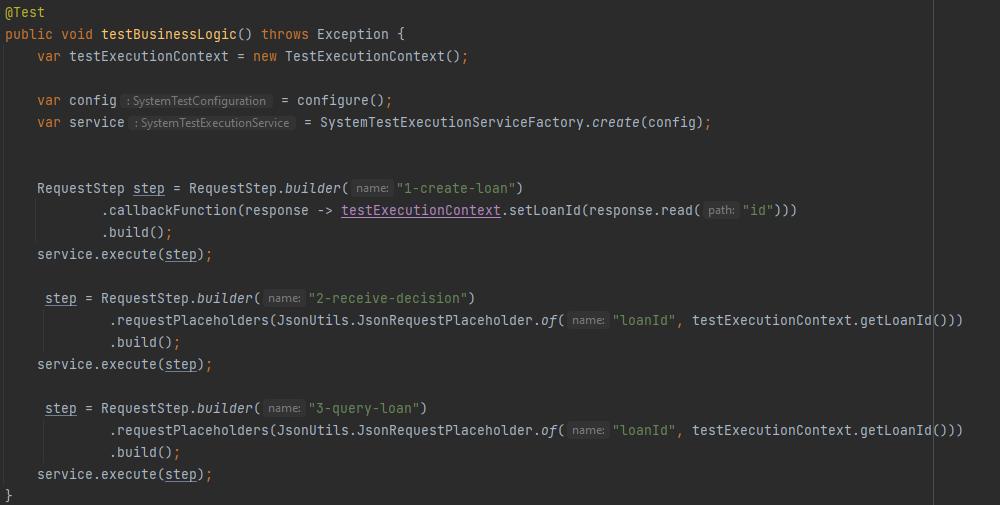 @Test
public void testBusinessLogic() throws Exception {
    var testExecutionContext = new TestExecutionContext();

    var config : SystemTestConfiguration = configure();
    var service : SystemTestExecutionService = SystemTestExecutionServiceFactory.create(config);


    RequestStep step = RequestStep.builder( name: "1-create-loan")
            .callbackFunction(response -> testExecutionContext.setLoanId(response.read( path: "id")))
            .build();
    service.execute(step);

     step = RequestStep.builder( name: "2-receive-decision")
             .requestPlaceholders(JsonUtils.JsonRequestPlaceholder.of( name: "loanId", testExecutionContext.getLoanId()))
             .build();
    service.execute(step);

     step = RequestStep.builder( name: "3-query-loan")
             .requestPlaceholders(JsonUtils.JsonRequestPlaceholder.of( name: "loanId", testExecutionContext.getLoanId()))
             .build();
    service.execute(step);
}